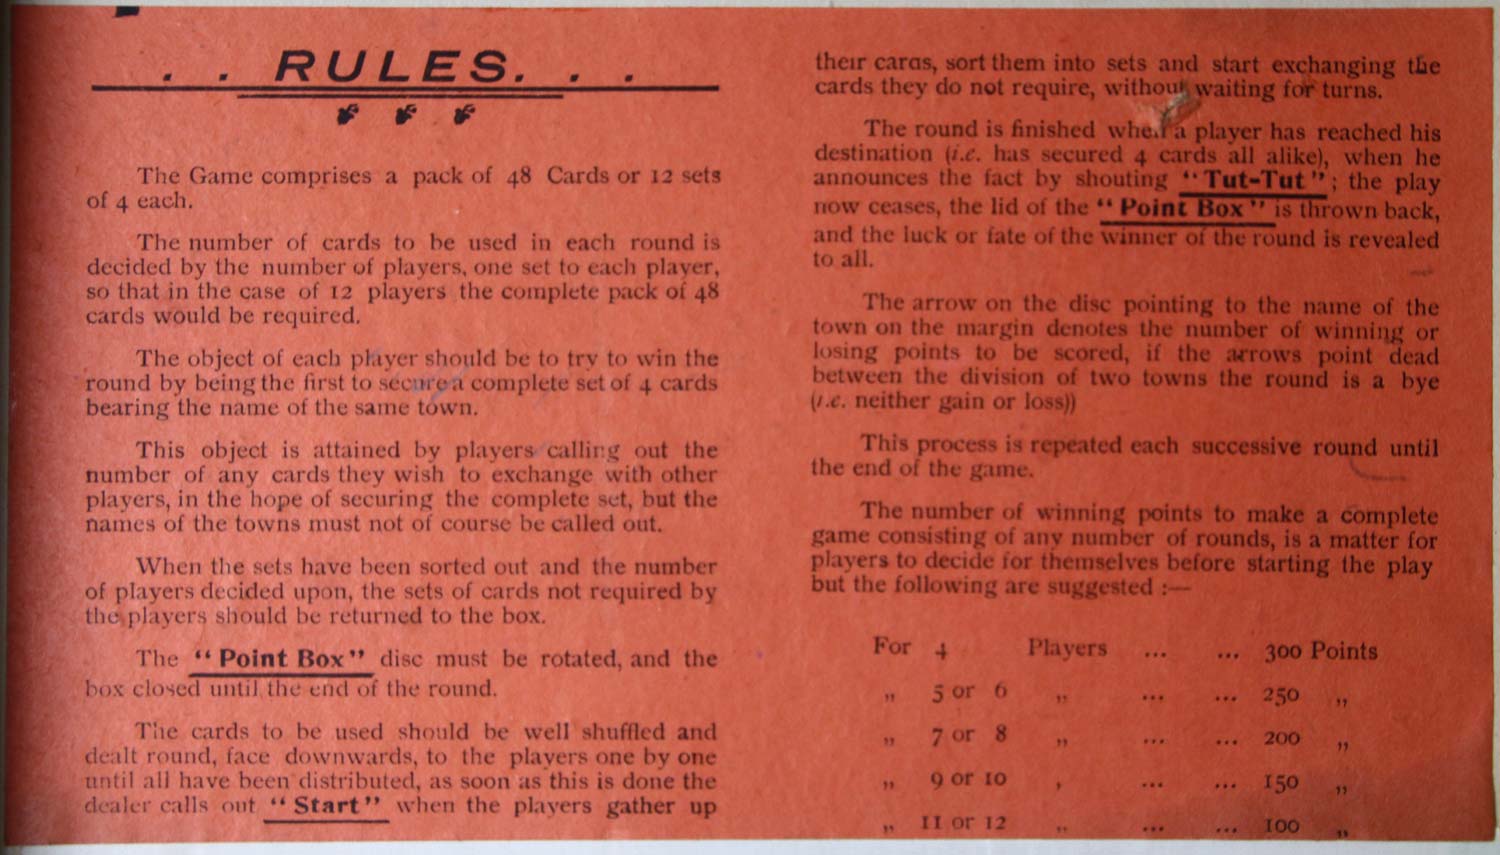 . . RULES. . .
The Game comprises a pack of 48 Cards or 12 sets
of 4 each.
The number of cards to be used in each round is
decided by the number of players, one set to each player,
so that in the case of 12 players the complete pack of 48
cards would be required.
The object of each player should be to try to win the
round by being the first to secure a complete set of 4 cards
bearing the name of the same town.
This object is attained by players calling out the
number of any cards they wish to exchange with other
players, in the hope of securing the complete set, but the
names of the towns must not of course be called out.
When the sets have been sorted out and the number
of players decided upon, the sets of cards not required by
the players should be returned to the box.
The “Point Box” disc must be rotated, and the
box closed until the end of the round.
The cards to be used should be well shuffled and
dealt round, face downwards, to the players one by one
until all have been distributed, as soon as this is done the
dealer calls out “Start” when the players gather up
their cards, sort them into sets and start exchanging the
cards they do not require, without waiting for turns.
The round is finished when a player has reached his
destination (i.e. has secured 4 cards all alike), when he
announces the fact by shouting “Tut-Tut”; the play
now ceases, the lid of the “Point Box” is thrown back,
and the luck or fate of the winner of the round is revealed
to all.
The arrow on the disc pointing to the name of the
town on the margin denotes the number of winning or
losing points to be scored, if the arrows point dead
between the division of two towns the round is a bye
(i.e. neither gain or loss))
This process is repeated each successive round until
the end of the game.
The number of winning points to make a complete
game consisting of any number of rounds, is a matter for
players to decide for themselves before starting the play
but the following are suggested :—
For 4 Players ... ... 300 Points
„ 5 or 6 „ ... ... 250 „
„ 7 or 8 „ ... ... 200 „
„ 9 or 10 , ... ... 150 „
„ 11 or 12 „ ... ... 100 „